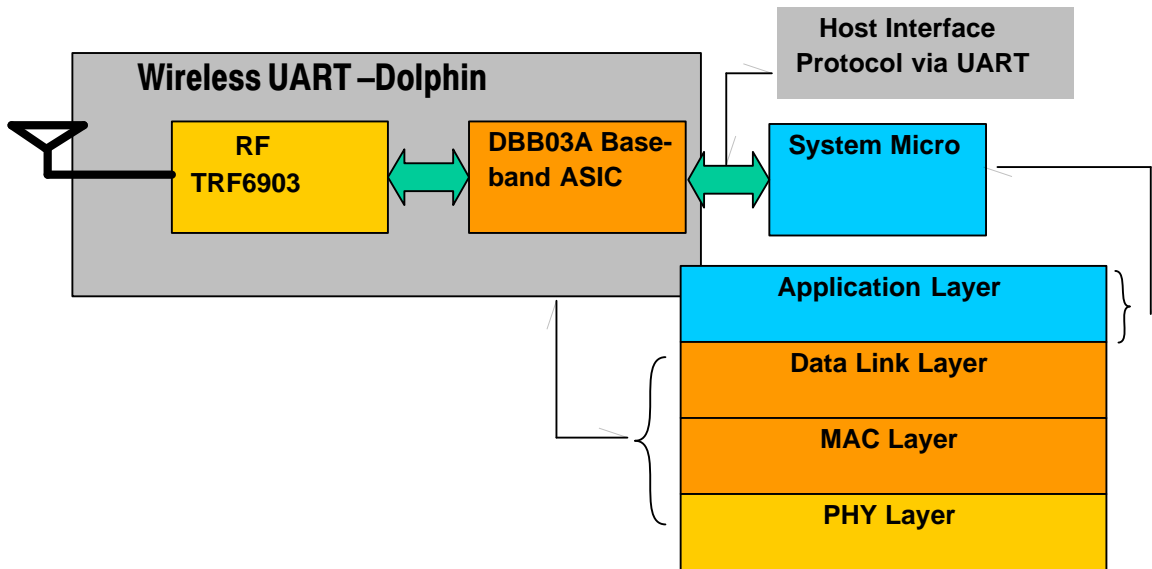 Host Interface
Protocol via UART
Wireless UART –Dolphin
RF
TRF6903
DBB03A Base-
band ASIC
System Micro
Application Layer
Data Link Layer
MAC Layer
PHY Layer